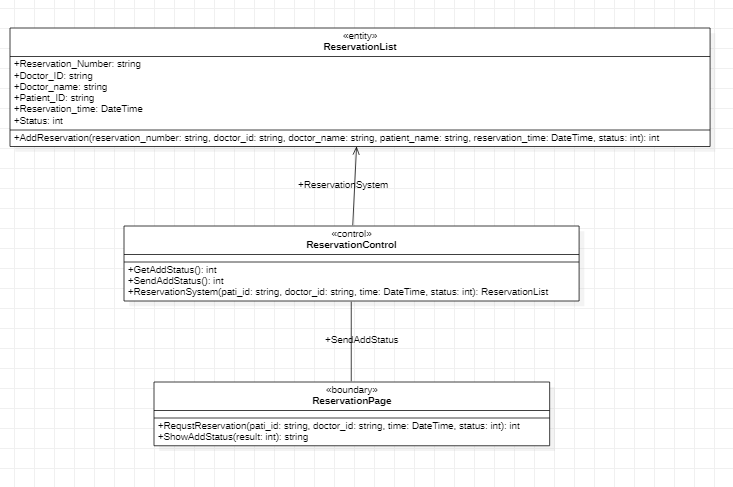 «entity»
ReservationList
+Reservation_Number: string
+Doctor_ID: string
+Doctor_name: string
+Patient_ID: string
+Reservation_time: DateTime
+Status: int
+AddReservation(reservation_number: string, doctor_id: string, doctor_name: string, patient_name: string, reservation_time: DateTime, status: int): int
+ReservationSystem
«control»
ReservationControl
+GetAddStatus(): int
+SendAddStatus(): int
+ReservationSystem(pati_id: string, doctor_id: string, time: DateTime, status: int): ReservationList
+SendAddStatus
«boundary»
ReservationPage
+RequstReservation(pati_id: string, doctor_id: string, time: DateTime, status: int): int
+ShowAddStatus(result: int): string